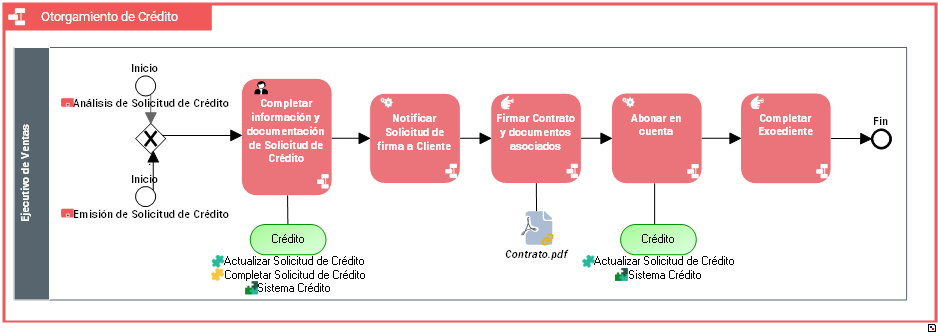 Otorgamiento de Crédito
Ejecutivo de Ventas
Inicio
Análisis de Solicitud de Crédito
Inicio
Emisión de Solicitud de Crédito
Completar
información y
documentación
de Solicitud de
Crédito
Notificar
Solicitud de
firma a Cliente
Firmar Contrato
y documentos
asociados
Abonar en
cuenta
Completar
Exoediente
Fin
Crédito
Actualizar Solicitud de Crédito
Completar Solicitud de Crédito
Sistema Crédito
Contrato.pdf
Crédito
Actualizar Solicitud de Crédito
Sistema Crédito